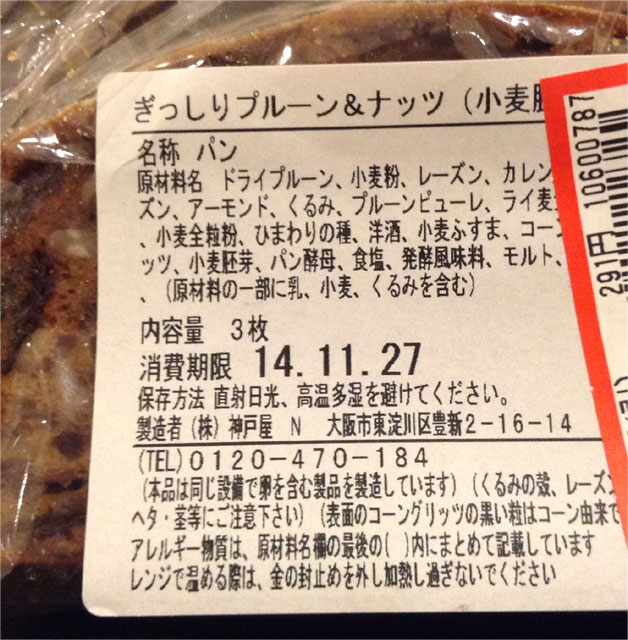 ぎっしりプルーン&ナッツ(小麦胚
名称 パン
原材料名 ドライプルーン、小麦粉、レーズン、カレン
ズン、アーモンド、くるみ、プルーンピューレ、ライ麦
、小麦全粒粉、ひまわりの種、洋酒、小麦ふすま、コーン
ッツ、小麦胚芽、パン酵母、食塩、発酵風味料、モルト、
、(原材料の一部に乳、小麦、くるみを含む)
内容量 3枚
消費期限 14.11.27
保存方法 直射日光、高温多湿を避けてください。
製造者(株)神戸屋 N 大阪市東淀川区豊新2-16-14
(TEL)0120-470-184
(本品は同じ設備で卵を含む製品を製造しています)(くるみの殻、レーズン
ヘタ・茎等にご注意下さい)(表面のコーングリッツの黒い粒はコーン由来で
アレルギー物質は、原材料名欄の最後の( )内にまとめて記載しています
レンジで温める際は、金の封止めを外し加熱し過ぎないでください
291円 10600787